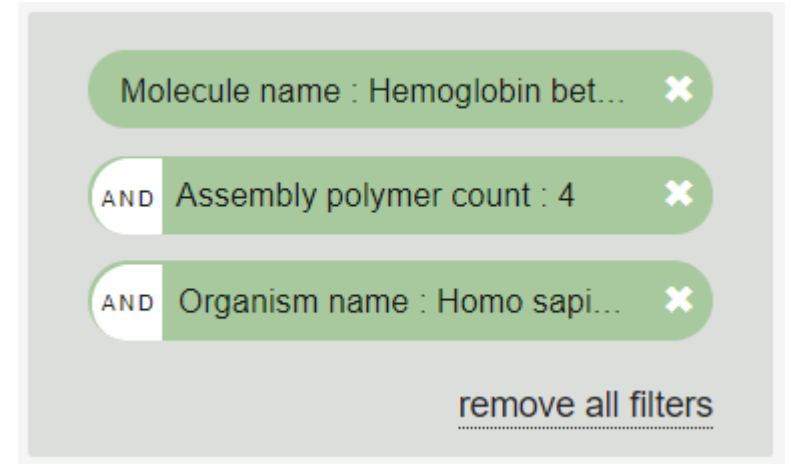 Molecule name : Hemoglobin bet...
AND Assembly polymer count : 4
AND Organism name : Homo sapi...
remove all filters